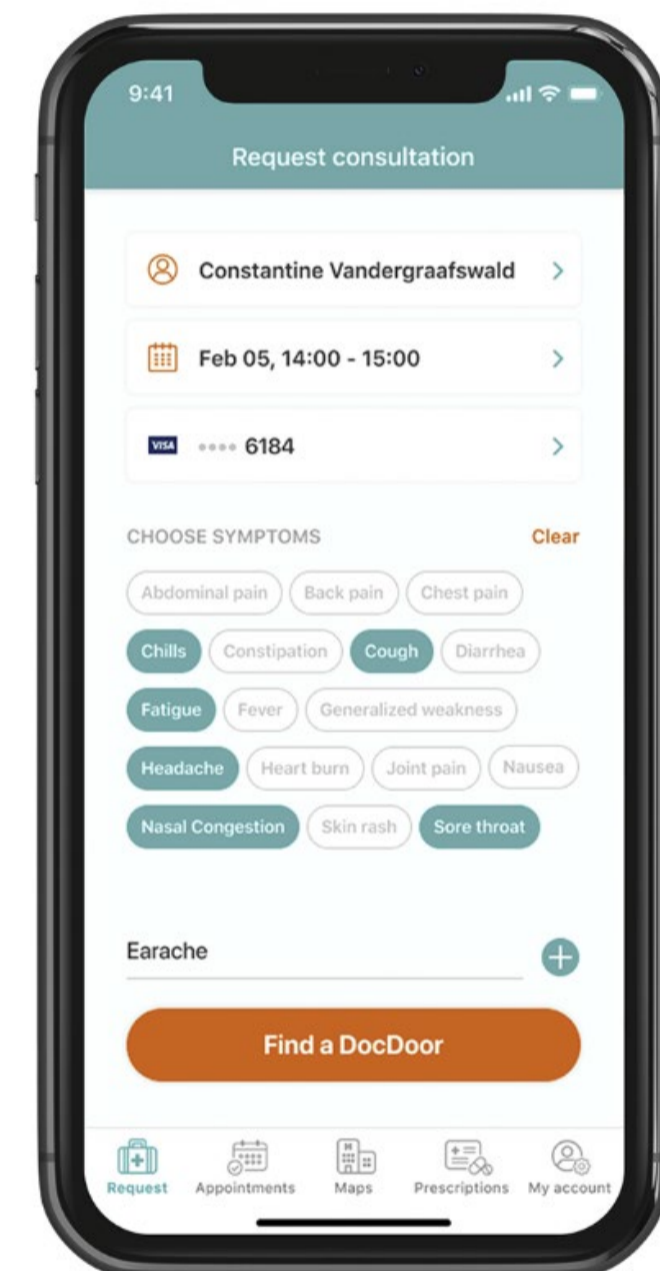 9:41
Request consultation
Constantine Vandergraafswald
Feb 05, 14:00 - 15:00
VISA •••• 6184
CHOOSE SYMPTOMS Clear
Abdominal pain Back pain Chest pain
Chills Constipation Cough Diarrhea
Fatigue Fever Generalized weakness
Headache Heart burn Joint pain Nausea
Nasal Congestion Skin rash Sore throat
Earache
Find a DocDoor
Request Appointments Maps Prescriptions My account